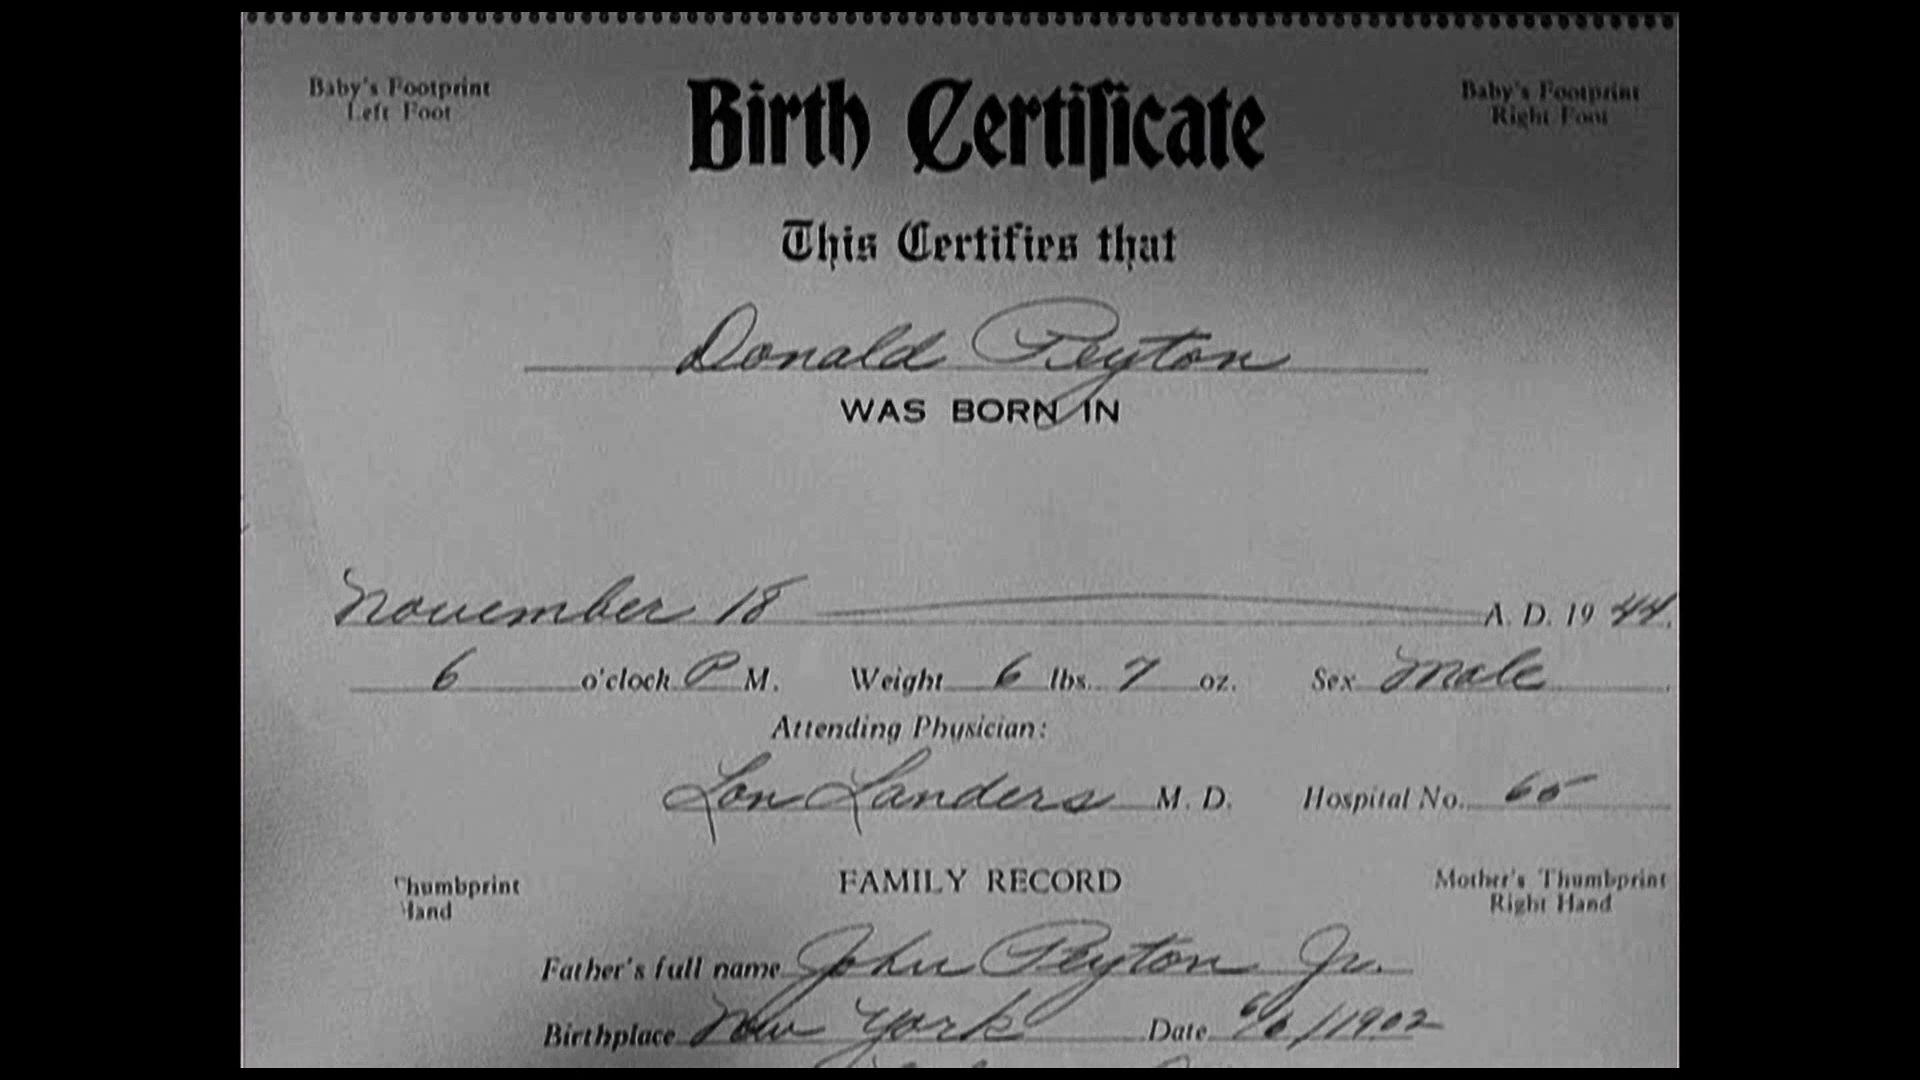 Baby's Footprint
Left Foot
Birth Certificate
Baby's Footprint
Right Foot
This Certifies that
Donald Peyton
WAS BORN IN
November 18 A. D. 1944.
6 o'clock P M. Weight 6 lbs. 7 oz. Sex Male
Attending Physician:
Lon Landers M. D. Hospital No. 65
humbprint
Hand
FAMILY RECORD
Mother's Thumbprint
Right Hand
Father's full name John Peyton Jr.
Birthplace New York Date 6/6/1902